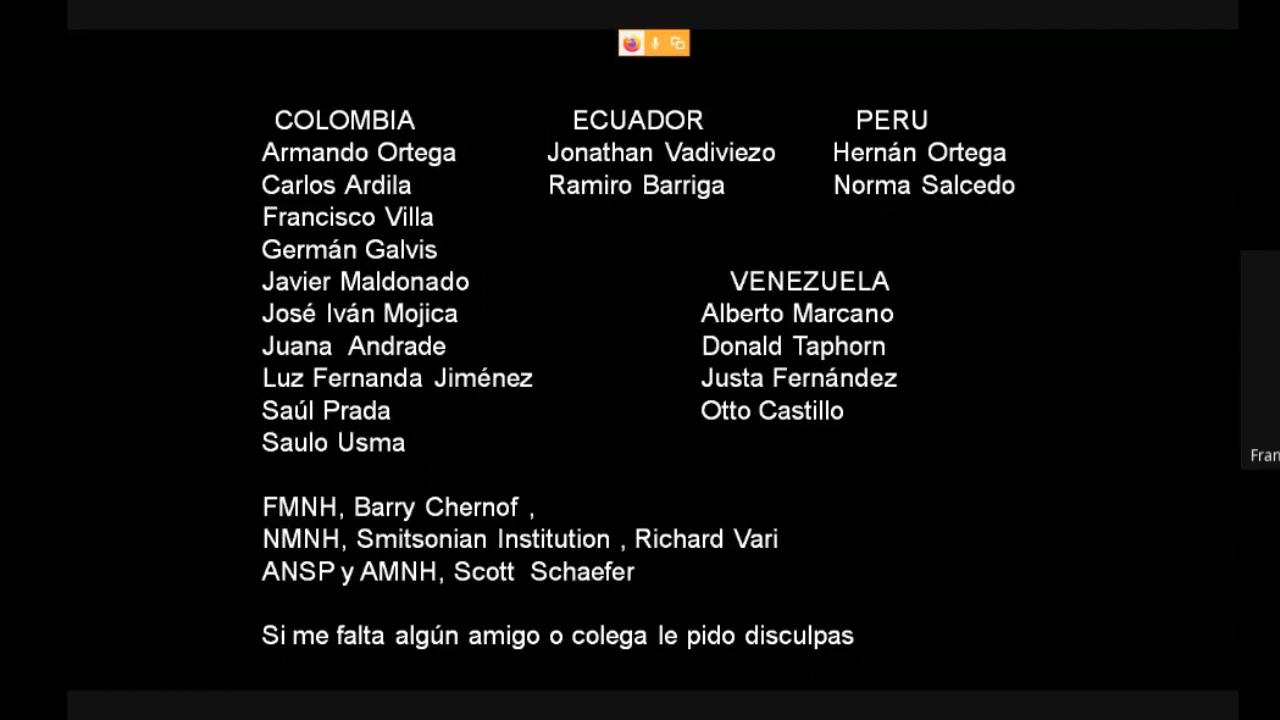 COLOMBIA ECUADOR PERU
Armando Ortega Jonathan Vadiviezo Hernán Ortega
Carlos Ardila Ramiro Barriga Norma Salcedo
Francisco Villa
Germán Galvis
Javier Maldonado VENEZUELA
José Iván Mojica Alberto Marcano
Juana Andrade Donald Taphorn
Luz Fernanda Jiménez Justa Fernández
Saúl Prada Otto Castillo
Saulo Usma
FMNH, Barry Chernof ,
NMNH, Smitsonian Institution , Richard Vari
ANSP y AMNH, Scott Schaefer
Si me falta algún amigo o colega le pido disculpas
Fran